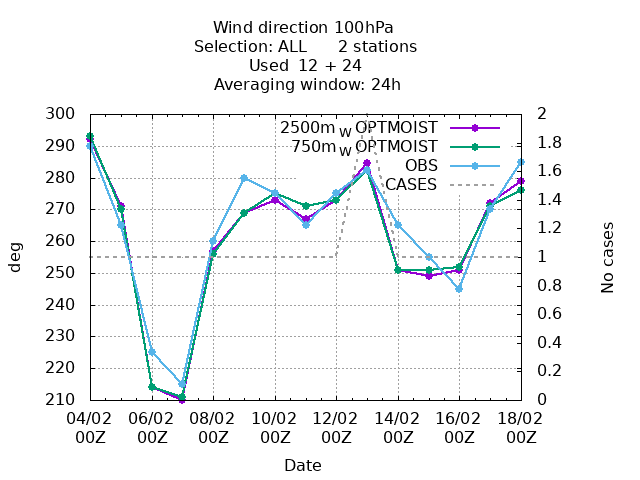 Wind direction 100hPa
Selection: ALL      2 stations
Used  12 + 24
Averaging window: 24h
300
290
280
270
260
250
240
230
220
210
deg
2500m W OPTMOIST
750m W OPTMOIST
OBS
CASES
2
1.8
1.6
1.4
1.2
1
0.8
0.6
0.4
0.2
0
No cases
04/02 06/02 08/02 10/02 12/02 14/02 16/02 18/02
00Z 00Z 00Z 00Z 00Z 00Z 00Z 00Z
Date